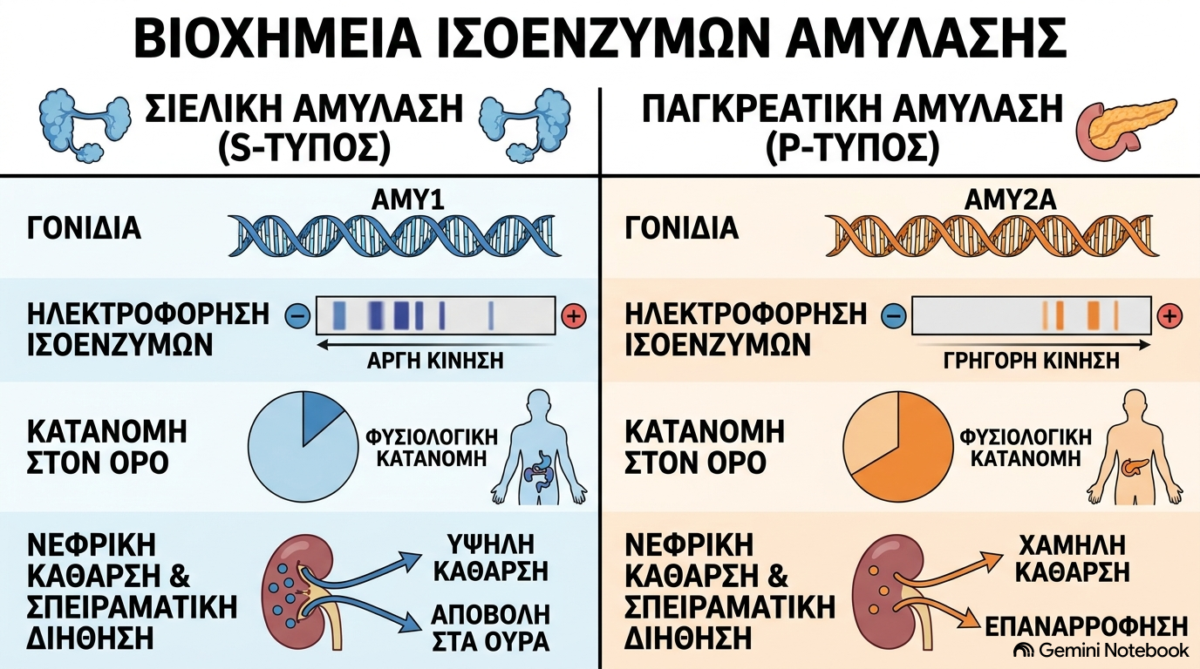 ΒΙΟΧΗΜΕΙΑ ΙΣΟΕΝΖΥΜΩΝ ΑΜΥΛΑΣΗΣ
ΣΙΕΛΙΚΗ ΑΜΥΛΑΣΗ
(S-ΤΥΠΟΣ)
ΠΑΓΚΡΕΑΤΙΚΗ ΑΜΥΛΑΣΗ
(P-ΤΥΠΟΣ)
ΓΟΝΙΔΙΑ
AMY1
ΓΟΝΙΔΙΑ
AMY2A
ΗΛΕΚΤΡΟΦΟΡΗΣΗ
ΙΣΟΕΝΖΥΜΩΝ
−
+
ΑΡΓΗ ΚΙΝΗΣΗ
ΗΛΕΚΤΡΟΦΟΡΗΣΗ
ΙΣΟΕΝΖΥΜΩΝ
−
+
ΓΡΗΓΟΡΗ ΚΙΝΗΣΗ
ΚΑΤΑΝΟΜΗ
ΣΤΟΝ ΟΡΟ
ΦΥΣΙΟΛΟΓΙΚΗ
ΚΑΤΑΝΟΜΗ
ΚΑΤΑΝΟΜΗ
ΣΤΟΝ ΟΡΟ
ΦΥΣΙΟΛΟΓΙΚΗ
ΚΑΤΑΝΟΜΗ
ΝΕΦΡΙΚΗ
ΚΑΘΑΡΣΗ &
ΣΠΕΙΡΑΜΑΤΙΚΗ
ΔΙΗΘΗΣΗ
ΥΨΗΛΗ
ΚΑΘΑΡΣΗ
ΑΠΟΒΟΛΗ
ΣΤΑ ΟΥΡΑ
ΝΕΦΡΙΚΗ
ΚΑΘΑΡΣΗ &
ΣΠΕΙΡΑΜΑΤΙΚΗ
ΔΙΗΘΗΣΗ
ΧΑΜΗΛΗ
ΚΑΘΑΡΣΗ
ΕΠΑΝΑΡΡΟΦΗΣΗ
Gemini Notebook